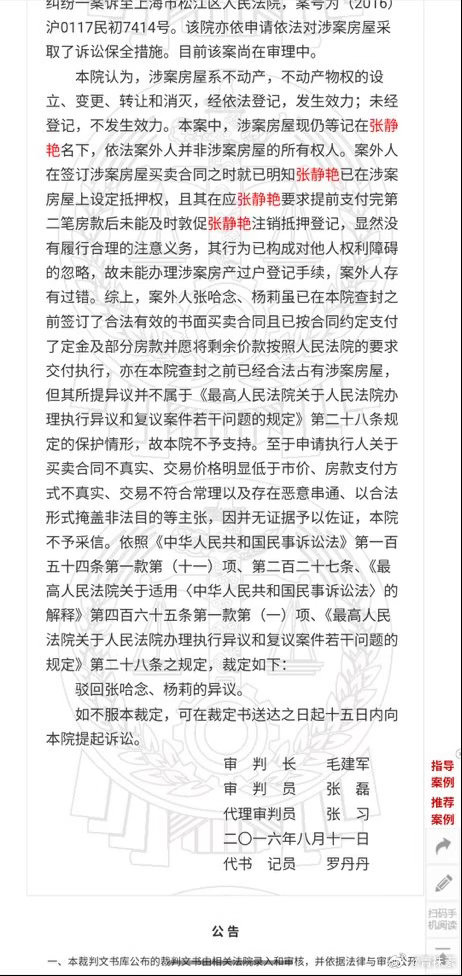 纠纷一案诉至上海市松江区人民法院，案号为（2016）
沪0117民初7414号。该院亦依申请依法对涉案房屋采
取了诉讼保全措施。目前该案尚在审理中。
本院认为，涉案房屋系不动产，不动产物权的设
立、变更、转让和消灭，经依法登记，发生效力；未经
登记，不发生效力。本案中，涉案房屋现仍等记在张静
艳名下，依法案外人并非涉案房屋的所有权人。案外人
在签订涉案房屋买卖合同之时就已明知张静艳已在涉案
房屋上设定抵押权，且其在应张静艳要求提前支付完第
二笔房款后未能及时敦促张静艳注销抵押登记，显然没
有履行合理的注意义务，其行为已构成对他人权利障碍
的忽略，故未能办理涉案房产过户登记手续，案外人存
有过错。综上，案外人张哈念、杨莉虽已在本院查封之
前签订了合法有效的书面买卖合同且已按合同约定支付
了定金及部分房款并愿将剩余价款按照人民法院的要求
交付执行，亦在本院查封之前已经合法占有涉案房屋，
但其所提异议并不属于《最高人民法院关于人民法院办
理执行异议和复议案件若干问题的规定》第二十八条规
定的保护情形，故本院不予支持。至于申请执行人关于
买卖合同不真实、交易价格明显低于市价、房款支付方
式不真实、交易不符合常理以及存在恶意串通、以合法
形式掩盖非法目的等主张，因并无证据予以佐证，本院
不予采信。依照《中华人民共和国民事诉讼法》第一百
五十四条第一款第（十一）项、第二百二十七条、《最
高人民法院关于适用〈中华人民共和国民事诉讼法〉的
解释》第四百六十五条第一款第（一）项、《最高人民
法院关于人民法院办理执行异议和复议案件若干问题的
规定》第二十八条之规定，裁定如下：
驳回张哈念、杨莉的异议。
如不服本裁定，可在裁定书送达之日起十五日内向
本院提起诉讼。
审　判　长　　毛建军
审　判　员　　张　磊
代理审判员　　张　习
二〇一六年八月十一日
代书　记员　　罗丹丹
指导
案例
推荐
案例
扫码手
机阅读
公 告
一、本裁判文书库公布的裁判文书由相关法院录入和审核，并依据法律与审判公开